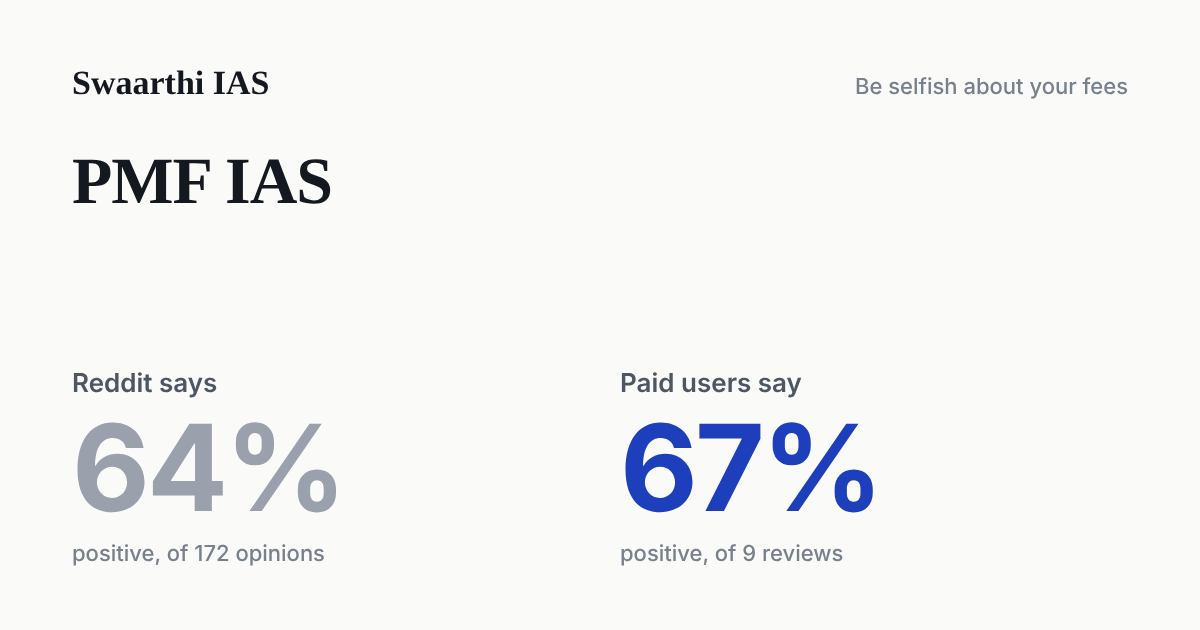 Swaarthi IAS
Be selfish about your fees
PMF IAS
Reddit says
64%
positive, of 172 opinions
Paid users say
67%
positive, of 9 reviews